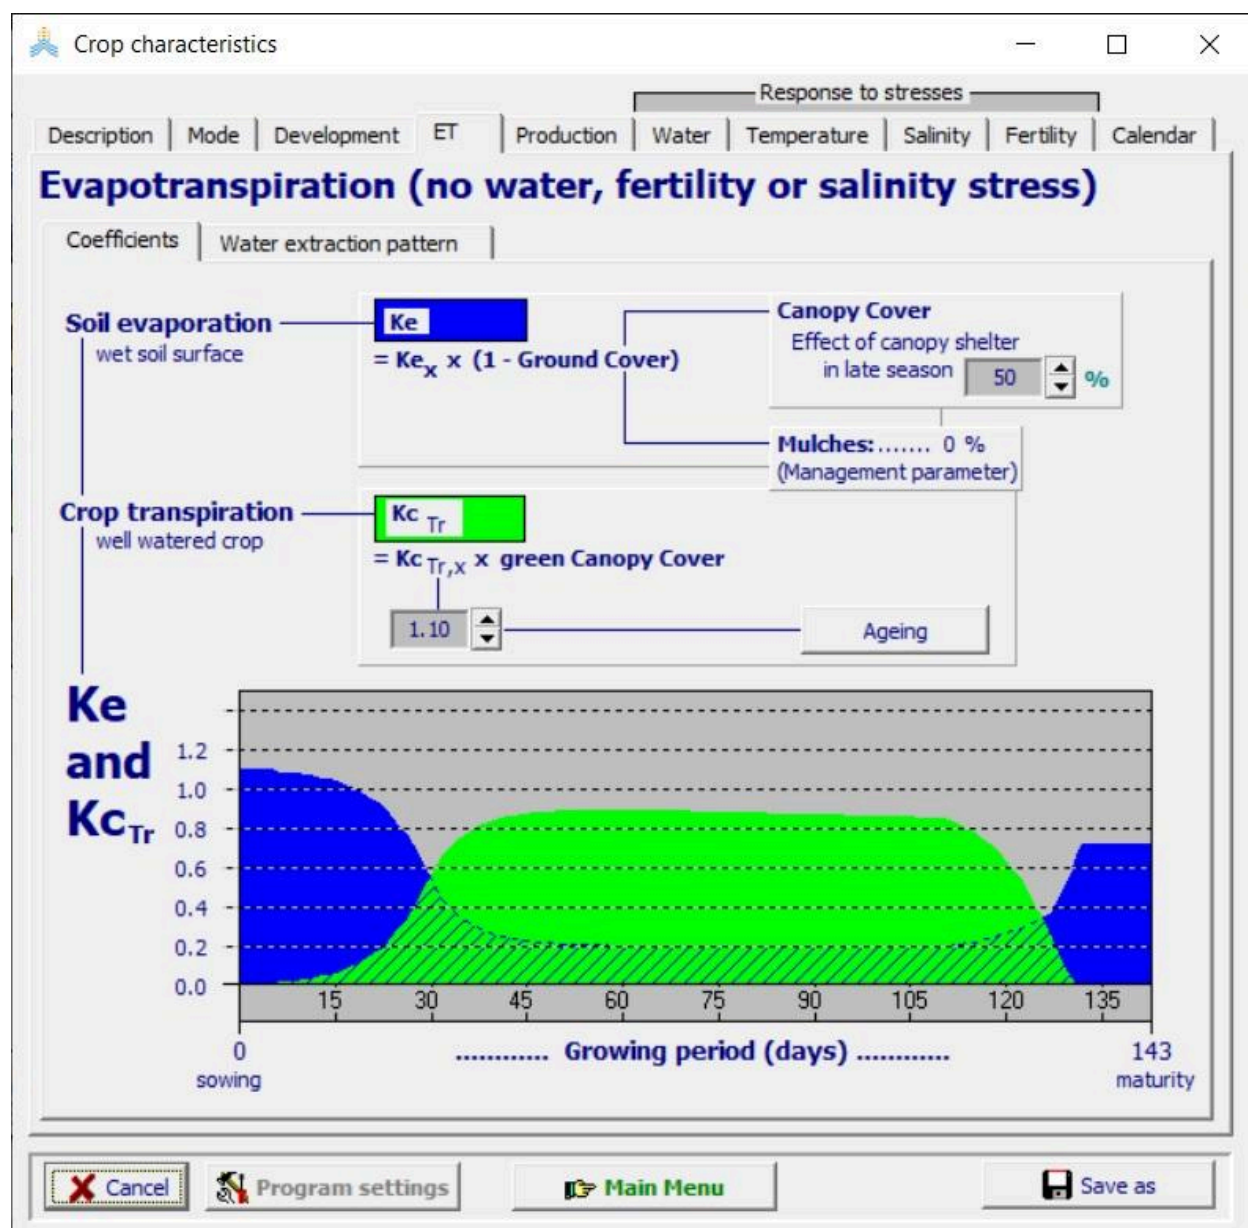 Crop characteristics
Response to stresses
Description Mode Development ET Production Water Temperature Salinity Fertility Calendar
Evapotranspiration (no water, fertility or salinity stress)
Coefficients Water extraction pattern
Soil evaporation
wet soil surface
Ke
= Kex x (1 - Ground Cover)
Canopy Cover
Effect of canopy shelter
in late season 50 %
Mulches:....... 0 %
(Management parameter)
Crop transpiration
well watered crop
Kc Tr
= Kc Tr,x x green Canopy Cover
1.10
Ageing
Ke
and
KcTr
1.2
1.0
0.8
0.6
0.4
0.2
0.0
15 30 45 60 75 90 105 120 135
0 ............ Growing period (days) ............ 143
sowing maturity
Cancel Program settings Main Menu Save as